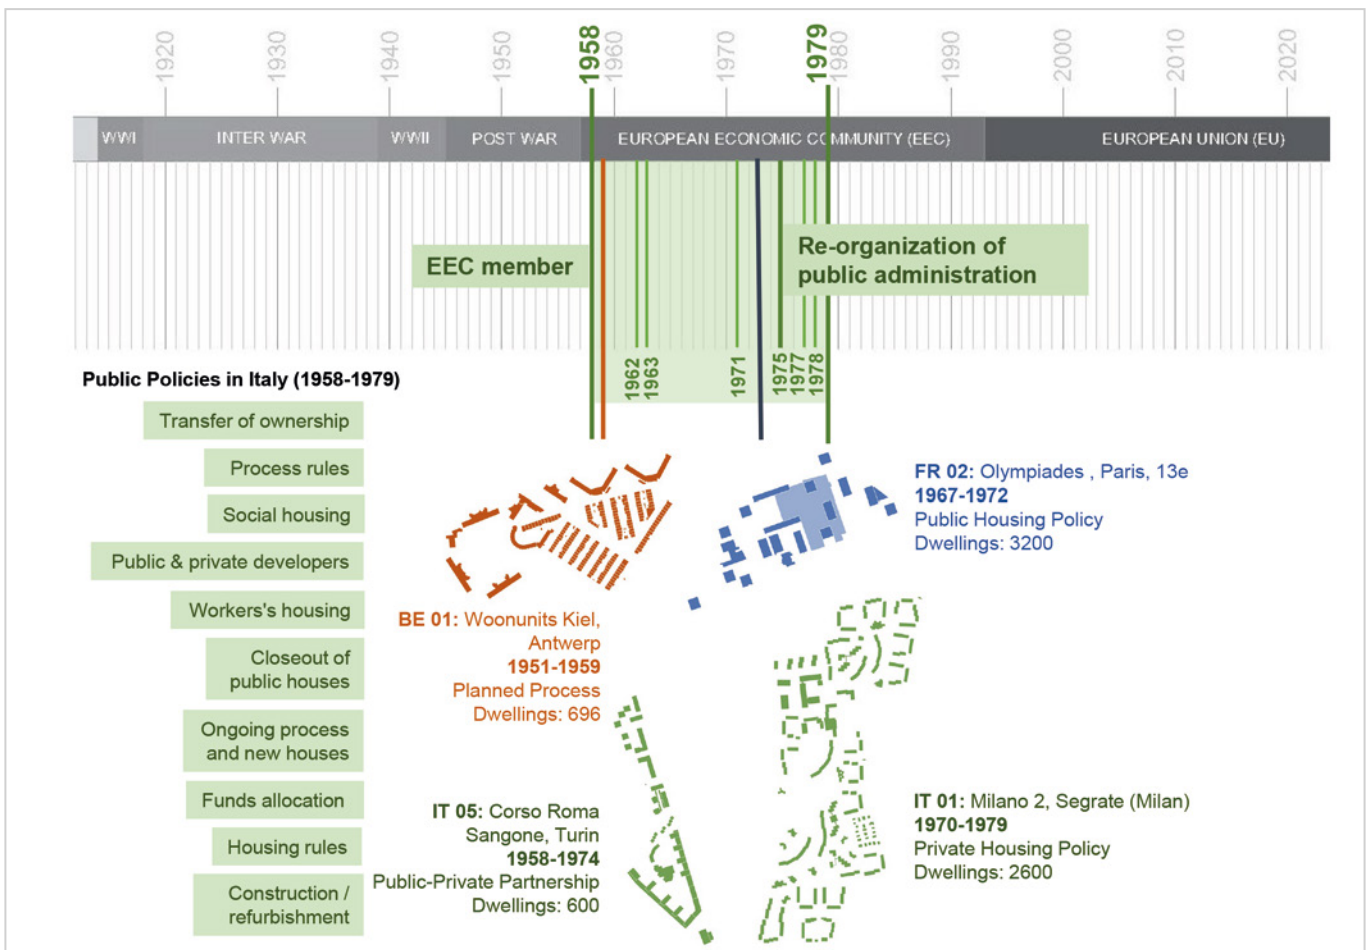 1920
1930
1940
1950
1958
1960
1970
1979
1980
1990
2000
2010
2020
WWI
INTER WAR
WWII
POST WAR
EUROPEAN ECONOMIC COMMUNITY (EEC)
EUROPEAN UNION (EU)
EEC member
Re-organization of
public administration
1962
1963
1971
1975
1977
1978
Public Policies in Italy (1958-1979)
Transfer of ownership
Process rules
Social housing
Public & private developers
Workers's housing
Closeout of
public houses
Ongoing process
and new houses
Funds allocation
Housing rules
Construction /
refurbishment
BE 01: Woonunits Kiel,
Antwerp
1951-1959
Planned Process
Dwellings: 696
FR 02: Olympiades , Paris, 13e
1967-1972
Public Housing Policy
Dwellings: 3200
IT 05: Corso Roma
Sangone, Turin
1958-1974
Public-Private Partnership
Dwellings: 600
IT 01: Milano 2, Segrate (Milan)
1970-1979
Private Housing Policy
Dwellings: 2600